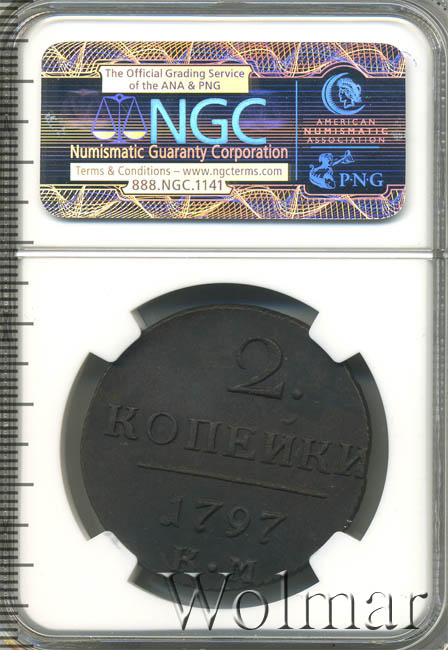 The Official Grading Service
of the ANA & PNG
NGC
Numismatic Guaranty Corporation
Terms & Conditions – www.ngcterms.com
888.NGC.1141
AMERICAN
NUMISMATIC
ASSOCIATION
P·N·G
2.
КОПЕЙКИ
1797
К·М
Wolmar